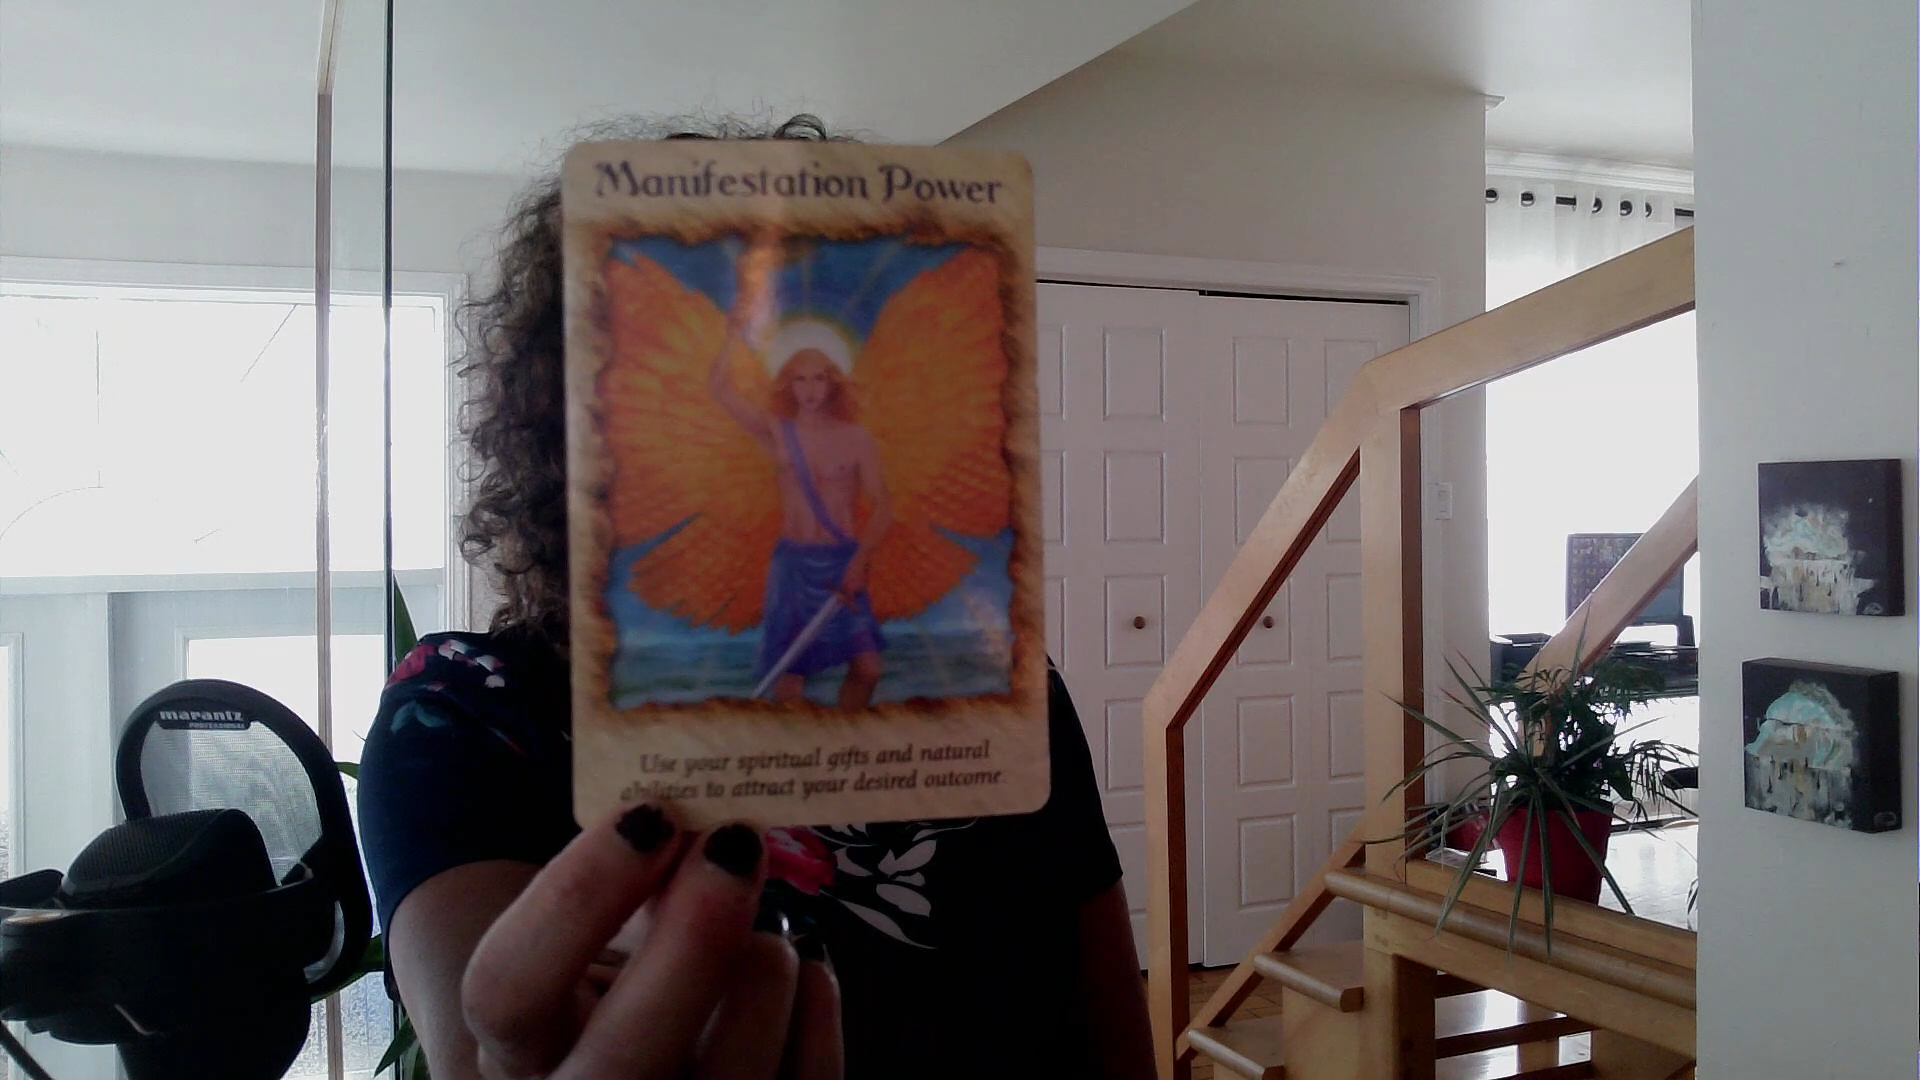 Manifestation Power
Use your spiritual gifts and natural
abilities to attract your desired outcome.
marantz
PROFESSIONAL